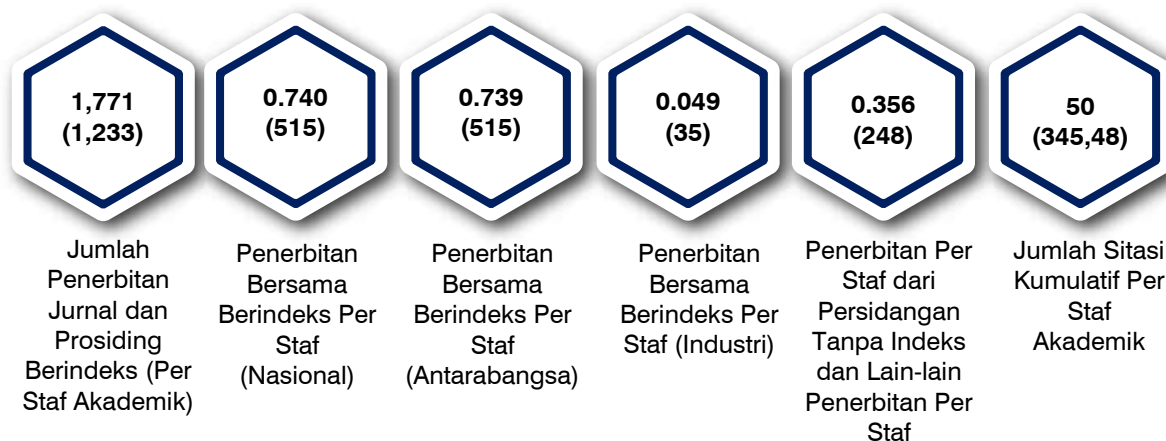 1,771
(1,233)
Jumlah
Penerbitan
Jurnal dan
Prosiding
Berindeks (Per
Staf Akademik)
0.740
(515)
Penerbitan
Bersama
Berindeks Per
Staf
(Nasional)
0.739
(515)
Penerbitan
Bersama
Berindeks Per
Staf
(Antarabangsa)
0.049
(35)
Penerbitan
Bersama
Berindeks Per
Staf (Industri)
0.356
(248)
Penerbitan Per
Staf dari
Persidangan
Tanpa Indeks
dan Lain-lain
Penerbitan Per
Staf
50
(345,48)
Jumlah Sitasi
Kumulatif Per
Staf
Akademik